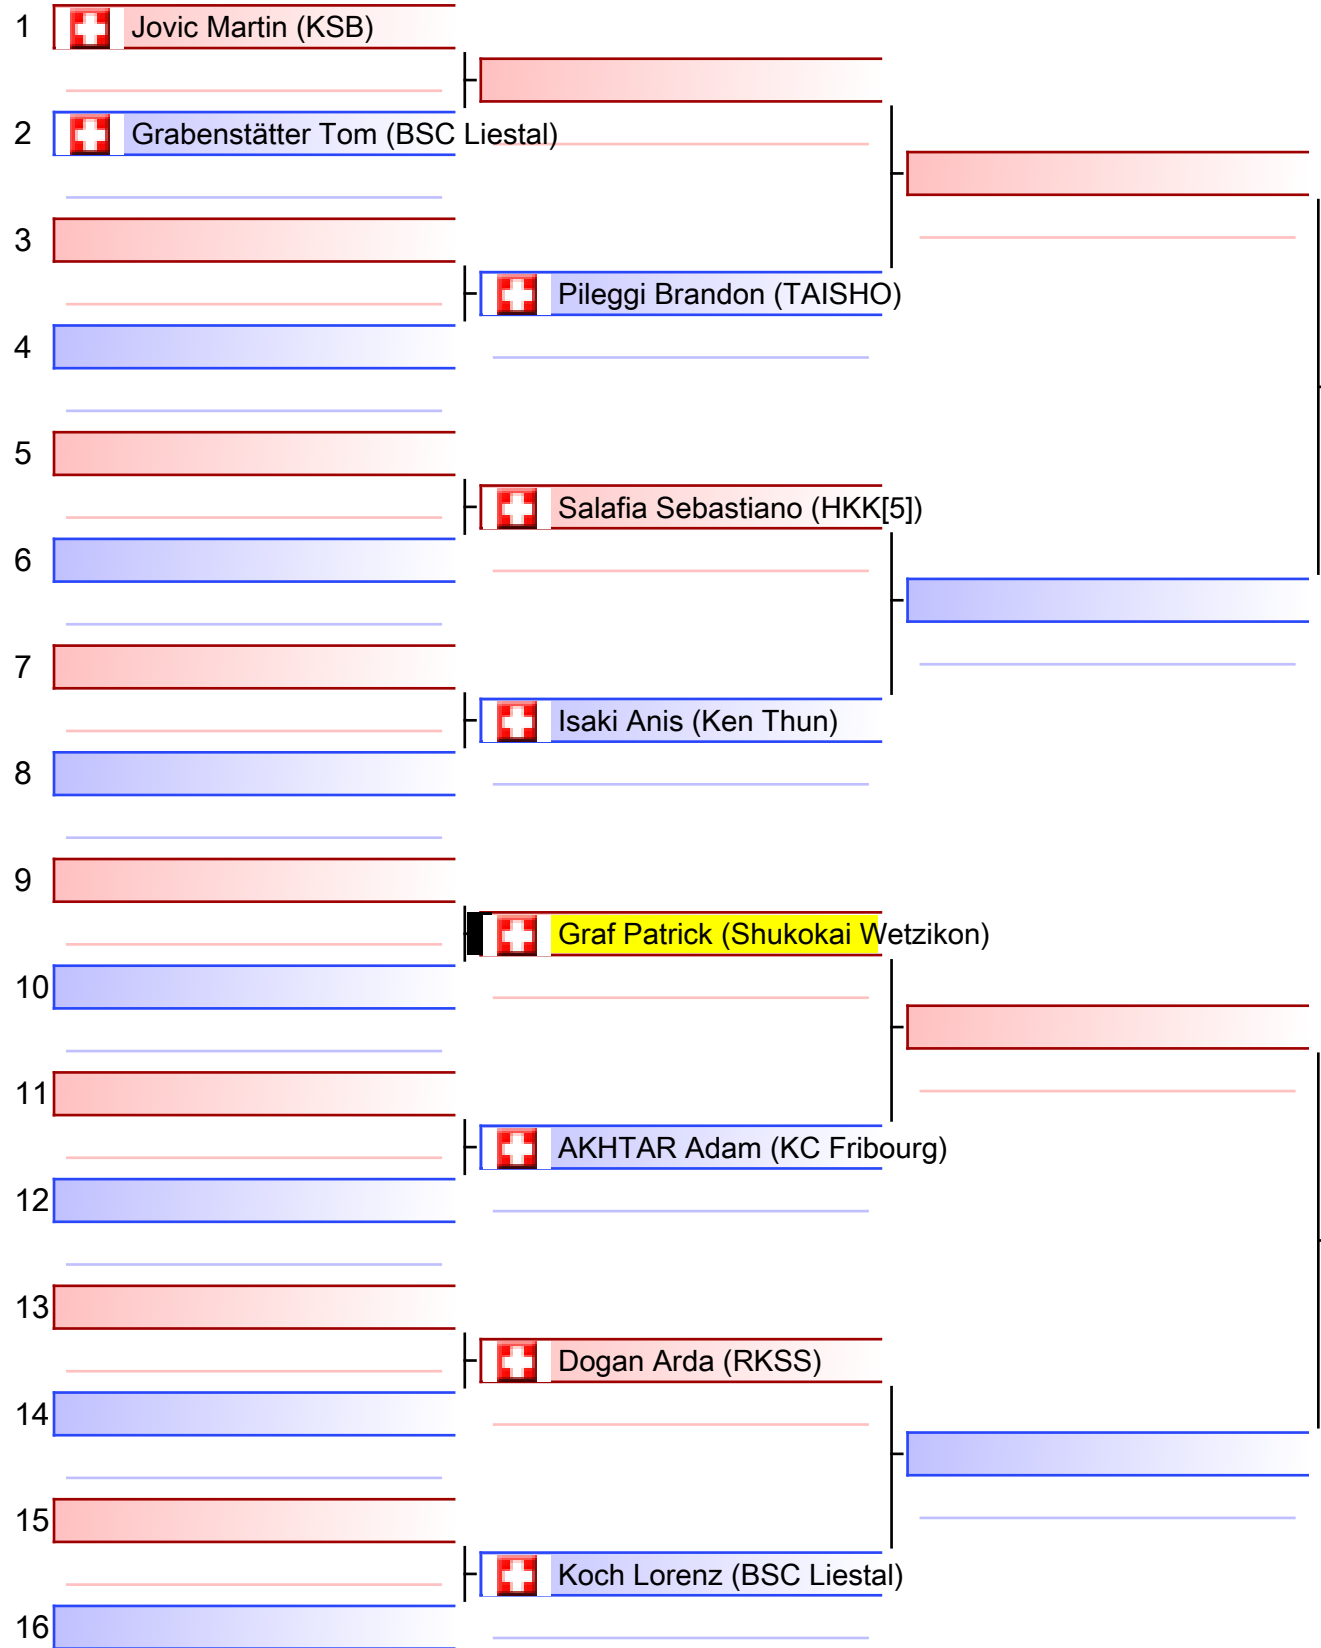 1 Jovic Martin (KSB)
2 Grabenstätter Tom (BSC Liestal)
3
Pileggi Brandon (TAISHO)
4
5
Salafia Sebastiano (HKK[5])
6
7
Isaki Anis (Ken Thun)
8
9
Graf Patrick (Shukokai Wetzikon)
10
11
AKHTAR Adam (KC Fribourg)
12
13
Dogan Arda (RKSS)
14
15
Koch Lorenz (BSC Liestal)
16